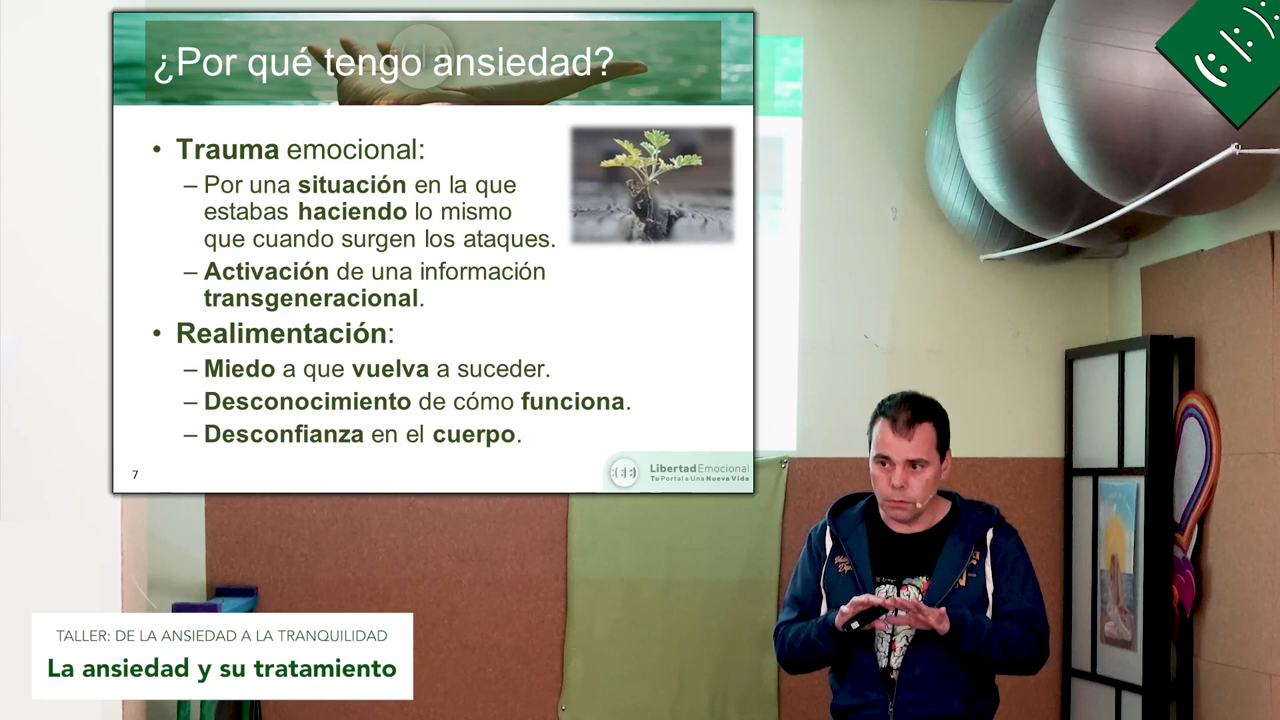 ¿Por qué tengo ansiedad?
• Trauma emocional:
– Por una situación en la que
estabas haciendo lo mismo
que cuando surgen los ataques.
– Activación de una información
transgeneracional.
• Realimentación:
– Miedo a que vuelva a suceder.
– Desconocimiento de cómo funciona.
– Desconfianza en el cuerpo.
7
LibertadEmocional
Tu Portal a Una Nueva Vida
TALLER: DE LA ANSIEDAD A LA TRANQUILIDAD
La ansiedad y su tratamiento